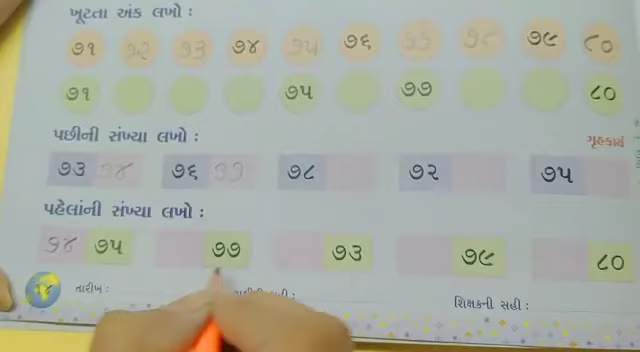 ખૂટતા અંક લખો :
૭૧ ૭૨ ૭૩ ૭૪ ૭૫ ૭૬ ૭૭ ૭૮ ૭૯ ૮૦
૭૧ ૭૫ ૭૭ ૮૦
પછીની સંખ્યા લખો :
ગૃહકાર્ય
૭૩ ૭૪ ૭૬ ૭૭ ૭૮ ૭૨ ૭૫
પહેલાંની સંખ્યા લખો :
૭૪ ૭૫ ૭૭ ૭૩ ૭૯ ૮૦
તારીખ : સહી : શિક્ષકની સહી :